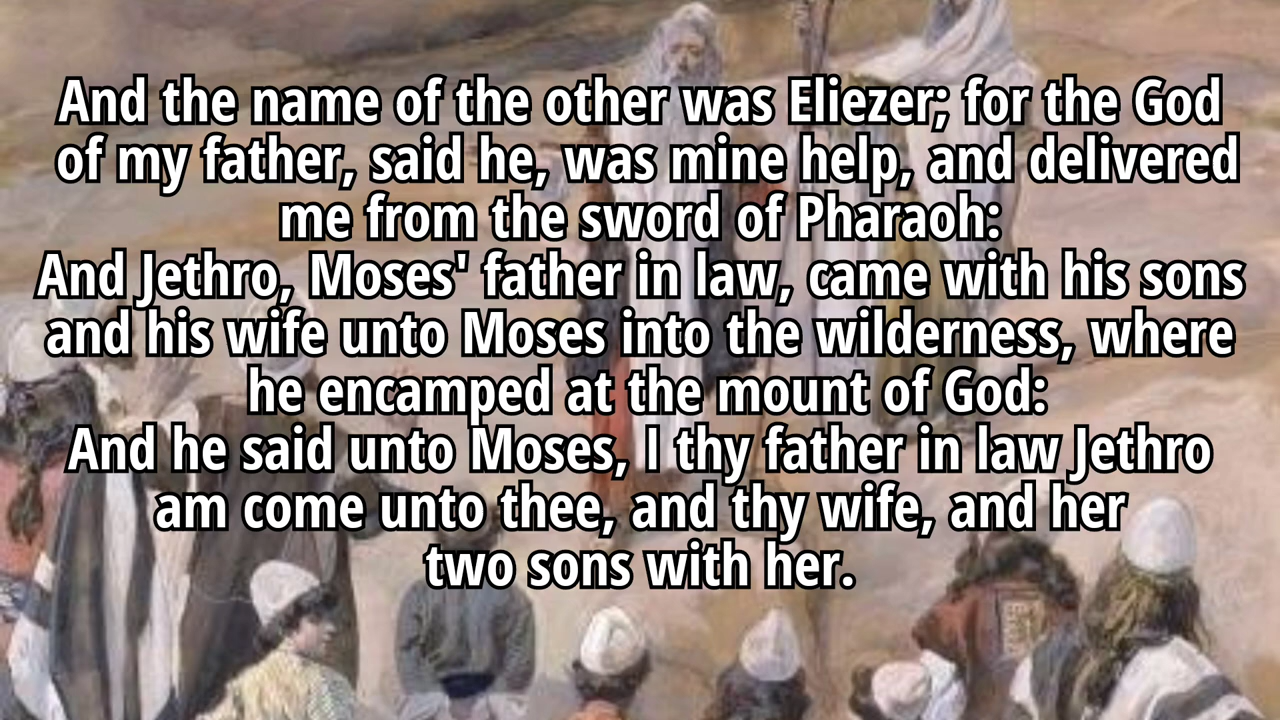 And the name of the other was Eliezer; for the God
of my father, said he, was mine help, and delivered
me from the sword of Pharaoh:
And Jethro, Moses' father in law, came with his sons
and his wife unto Moses into the wilderness, where
he encamped at the mount of God:
And he said unto Moses, I thy father in law Jethro
am come unto thee, and thy wife, and her
two sons with her.